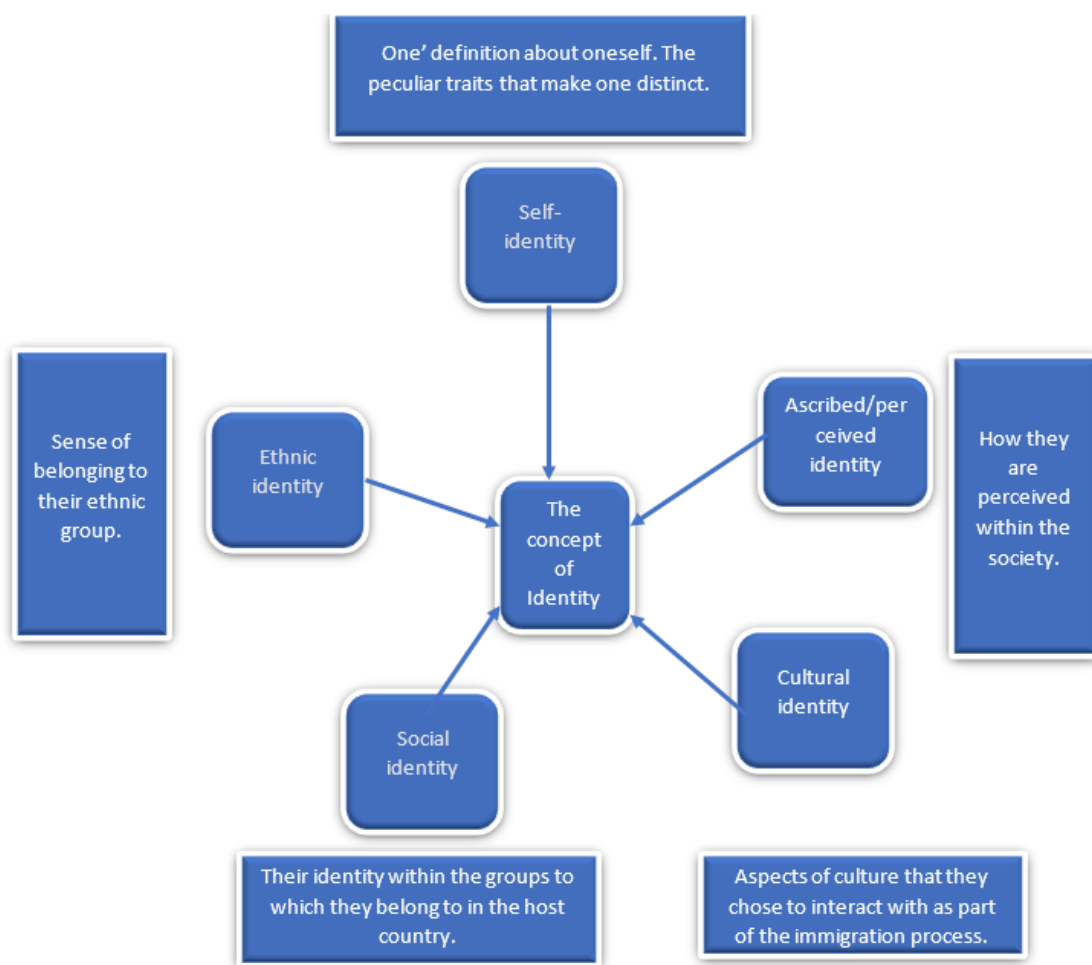 One’ definition about oneself. The
peculiar traits that make one distinct.
Self-
identity
Sense of
belonging to
their ethnic
group.
Ethnic
identity
Ascribed/per
ceived
identity
How they
are
perceived
within the
society.
The
concept
of
Identity
Social
identity
Cultural
identity
Their identity within the groups to
which they belong to in the host
country.
Aspects of culture that they
chose to interact with as part
of the immigration process.